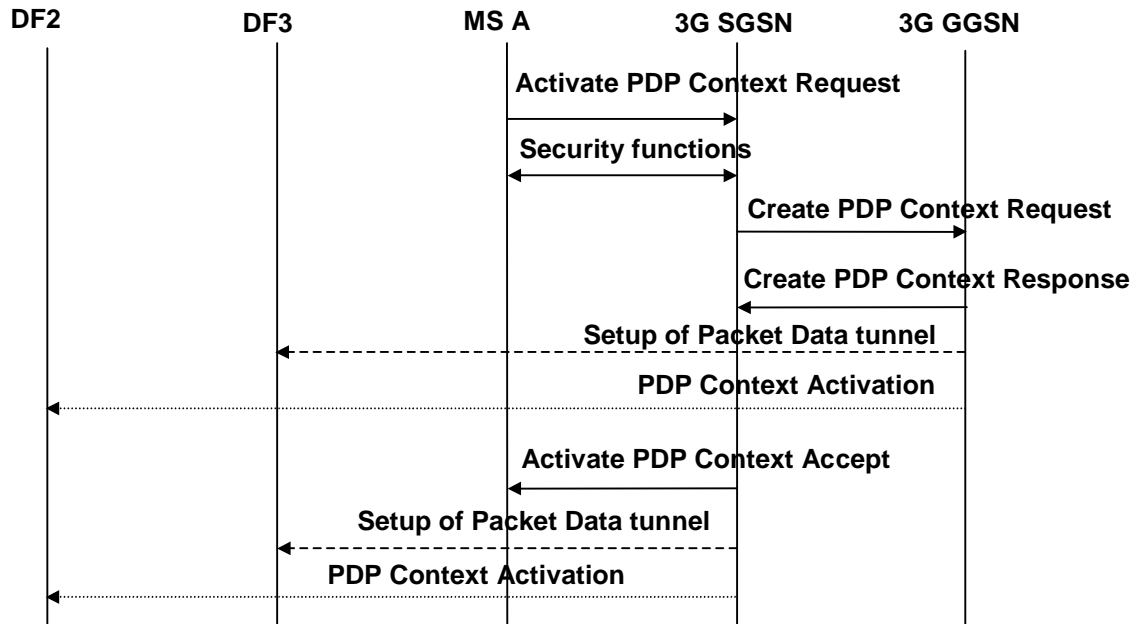 DF2
DF3
MS A
3G SGSN
3G GGSN
Activate PDP Context Request
Security functions
Create PDP Context Request
Create PDP Context Response
Setup of Packet Data tunnel
PDP Context Activation
Activate PDP Context Accept
Setup of Packet Data tunnel
PDP Context Activation